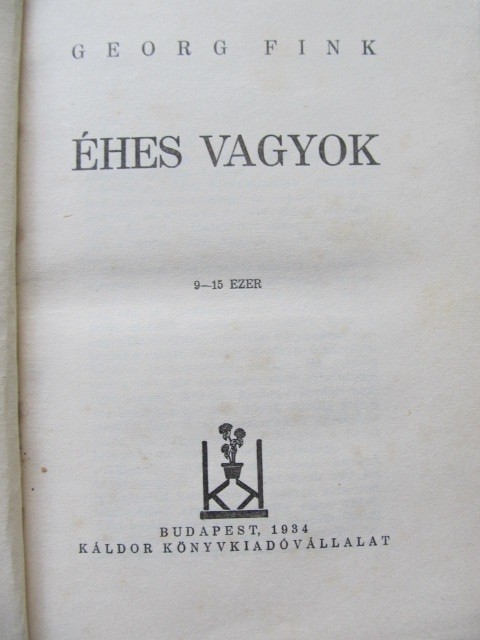 GEORG FINK
ÉHES VAGYOK
9—15 EZER
BUDAPEST, 1934
KÁLDOR KÖNYVKIADÓVÁLLALAT